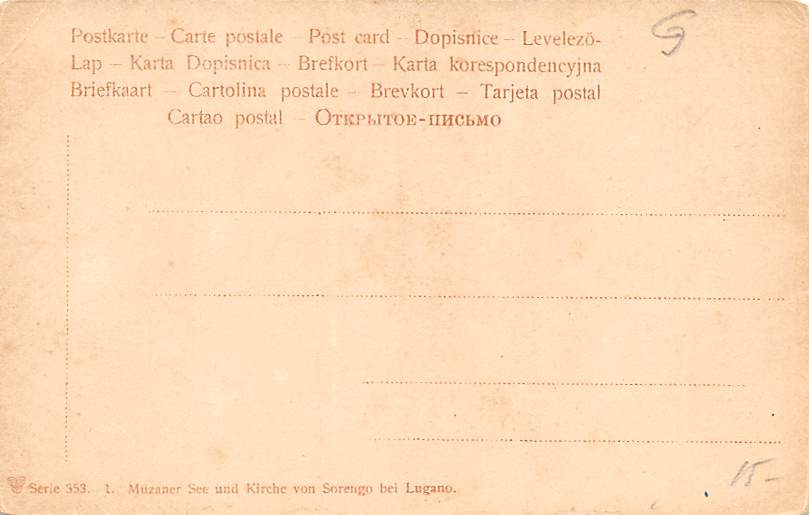 Postkarte – Carte postale – Post card – Dopisnice – Levelező-
Lap – Karta Dopisnica – Brefkort – Karta korespondencyjna
Briefkaart – Cartolina postale – Brevkort – Tarjeta postal
Cartao postal – Открытое-письмо
Serie 353. 1. Muzaner See und Kirche von Sorengo bei Lugano.
15-